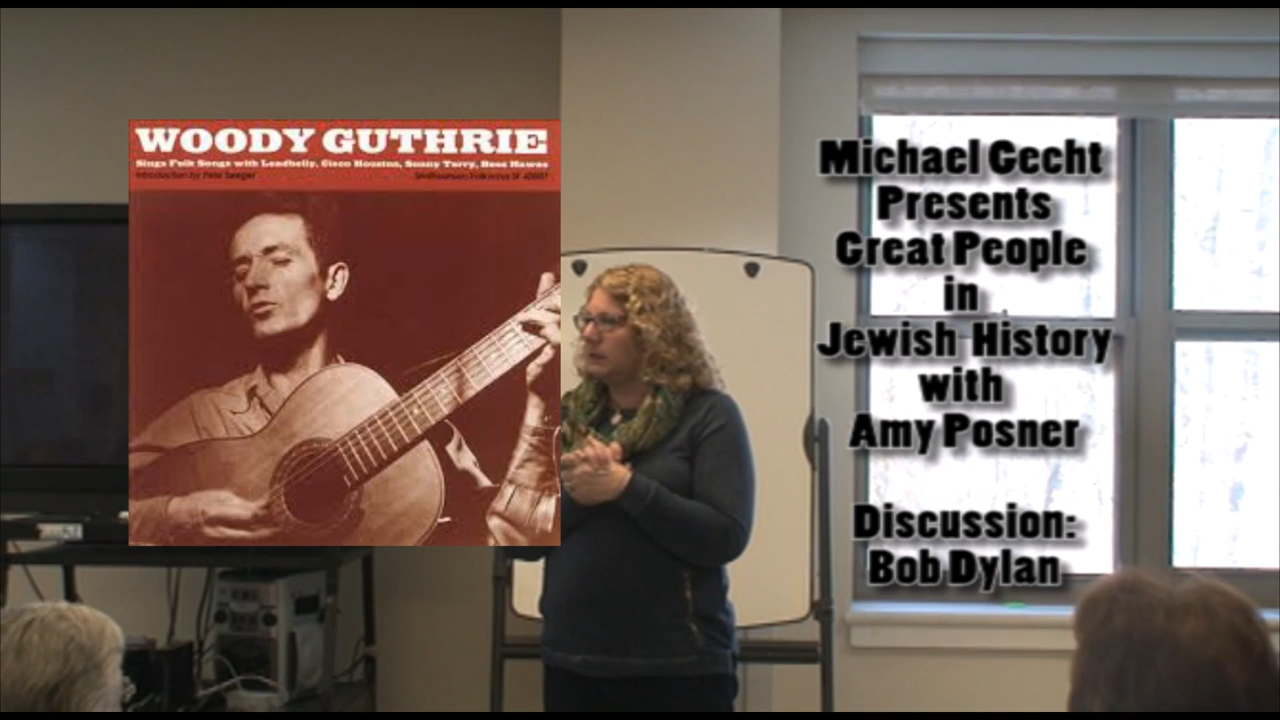 WOODY GUTHRIE
Sings Folk Songs with Leadbelly, Cisco Houston, Sonny Terry, Bess Hawes
Introduction by Pete Seeger
Smithsonian Folkways SF 40007
Michael Gecht
Presents
Great People
in
Jewish History
with
Amy Posner
Discussion:
Bob Dylan